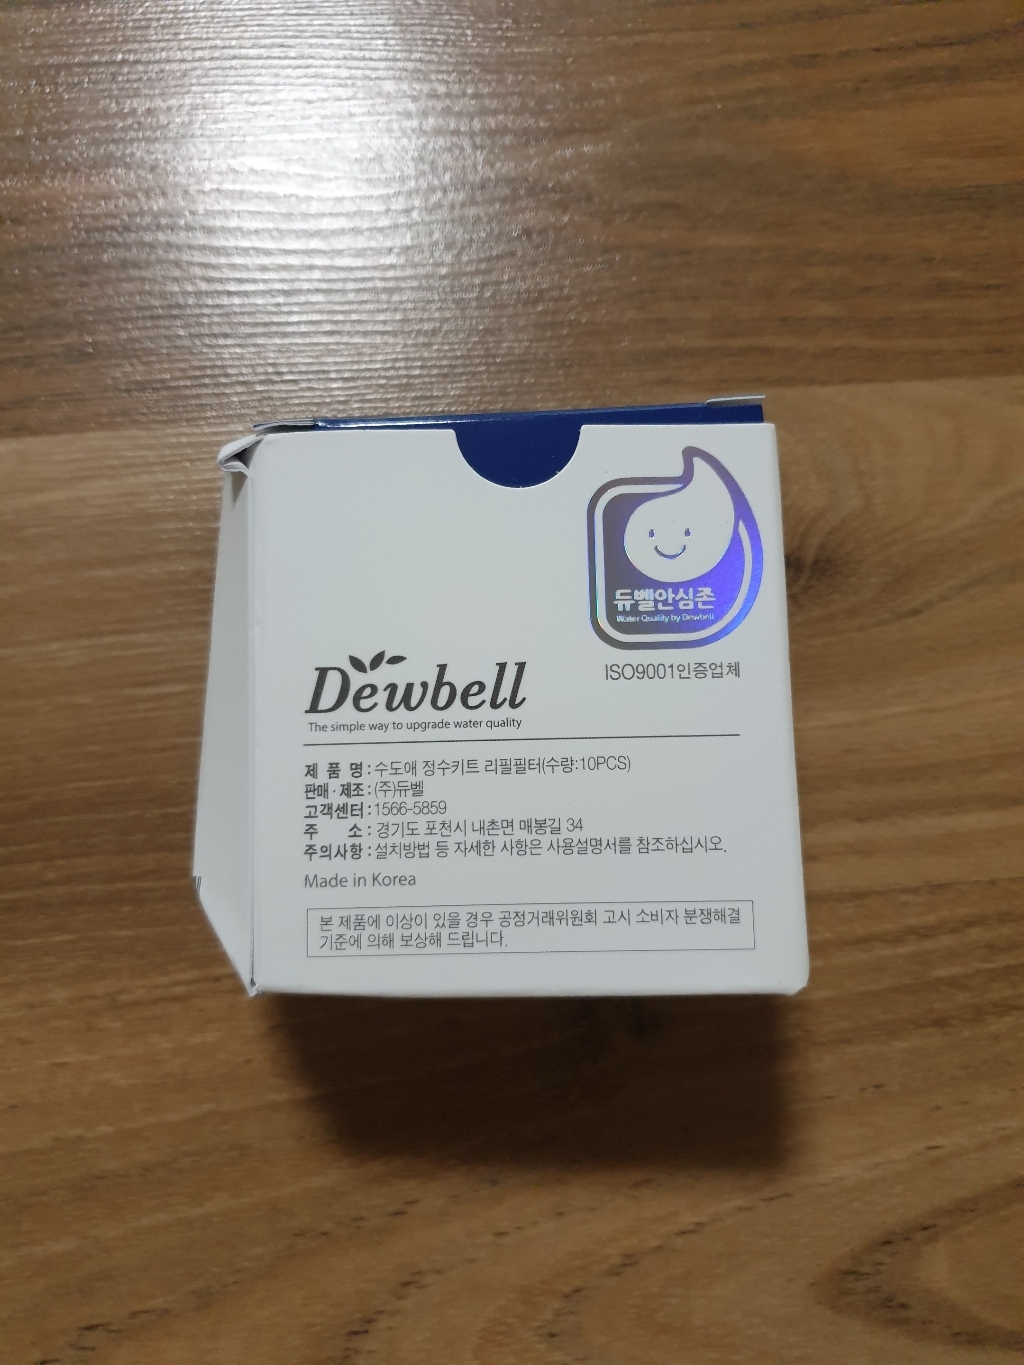 듀벨안심존
Water Quality by Dewbell
ISO9001인증업체
Dewbell
The simple way to upgrade water quality
제 품 명 : 수도애 정수키트 리필필터(수량:10PCS)
판매 · 제조 : (주)듀벨
고객센터 : 1566-5859
주 소 : 경기도 포천시 내촌면 매봉길 34
주의사항 : 설치방법 등 자세한 사항은 사용설명서를 참조하십시오.
Made in Korea
본 제품에 이상이 있을 경우 공정거래위원회 고시 소비자 분쟁해결
기준에 의해 보상해 드립니다.